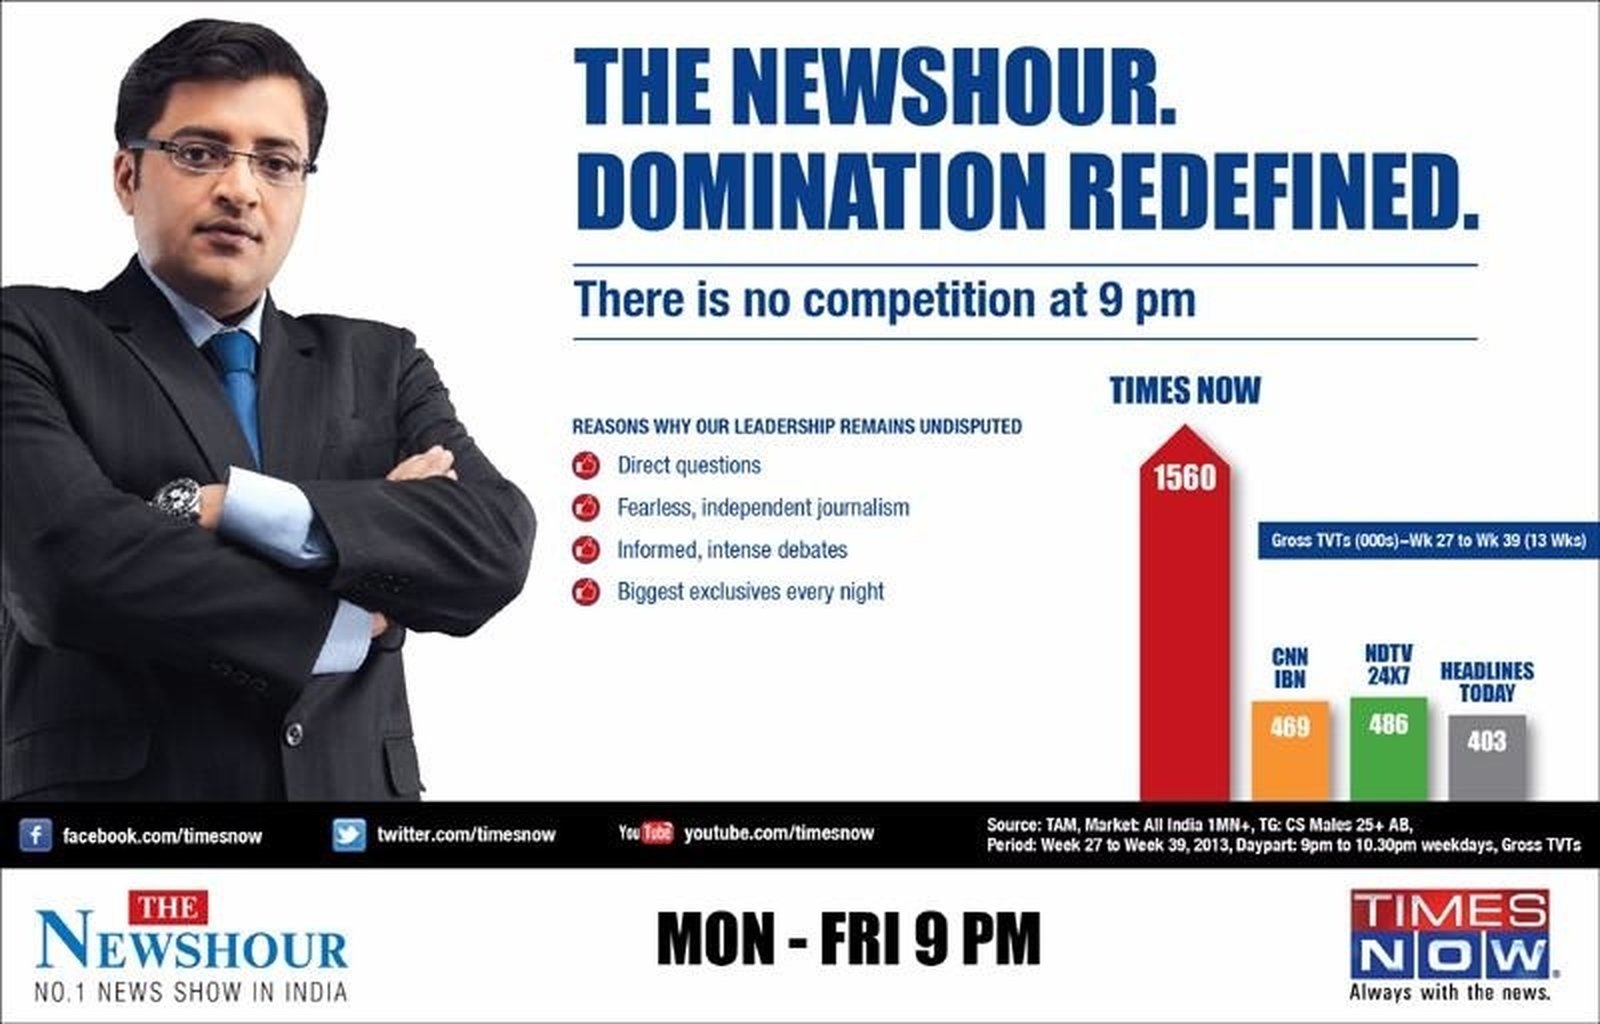 THE NEWSHOUR.
DOMINATION REDEFINED.
There is no competition at 9 pm
REASONS WHY OUR LEADERSHIP REMAINS UNDISPUTED
Direct questions
Fearless, independent journalism
Informed, intense debates
Biggest exclusives every night
TIMES NOW
1560
Gross TVTs (000s)–Wk 27 to Wk 39 (13 Wks)
CNN
IBN
469
NDTV
24X7
486
HEADLINES
TODAY
403
f facebook.com/timesnow
twitter.com/timesnow
YouTube youtube.com/timesnow
Source: TAM, Market: All India 1MN+, TG: CS Males 25+ AB,
Period: Week 27 to Week 39, 2013, Daypart: 9pm to 10.30pm weekdays, Gross TVTs
THE
NEWSHOUR
NO.1 NEWS SHOW IN INDIA
MON - FRI 9 PM
TIMES
NOW®
Always with the news.